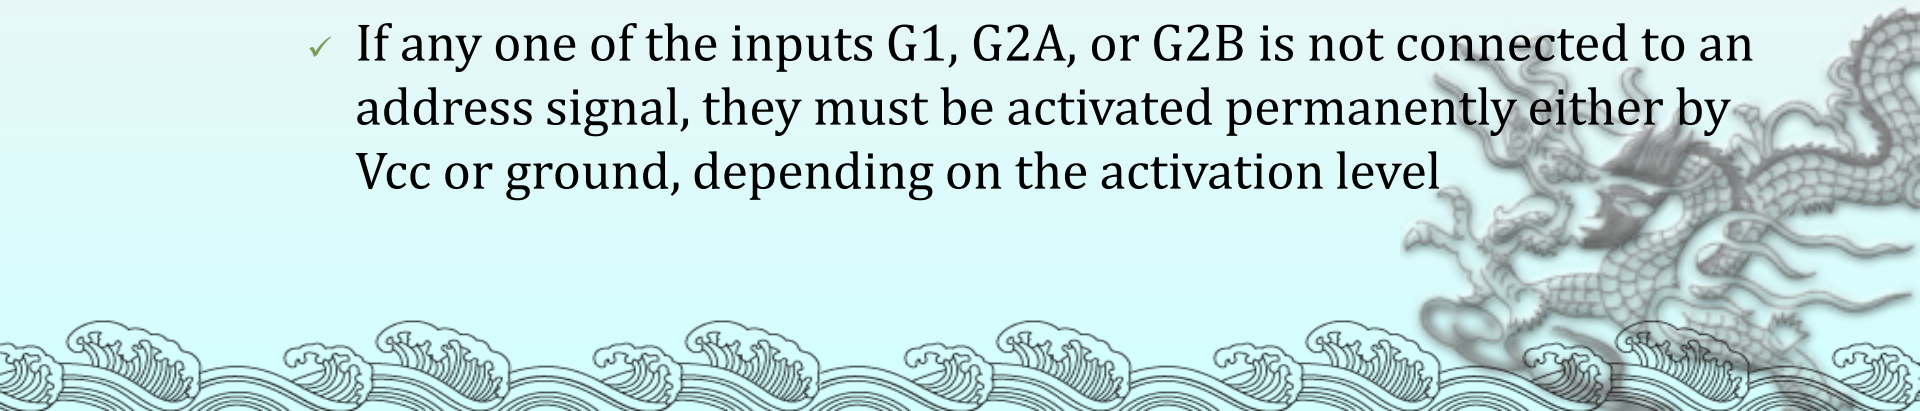 ✓ If any one of the inputs G1, G2A, or G2B is not connected to an
address signal, they must be activated permanently either by
Vcc or ground, depending on the activation level